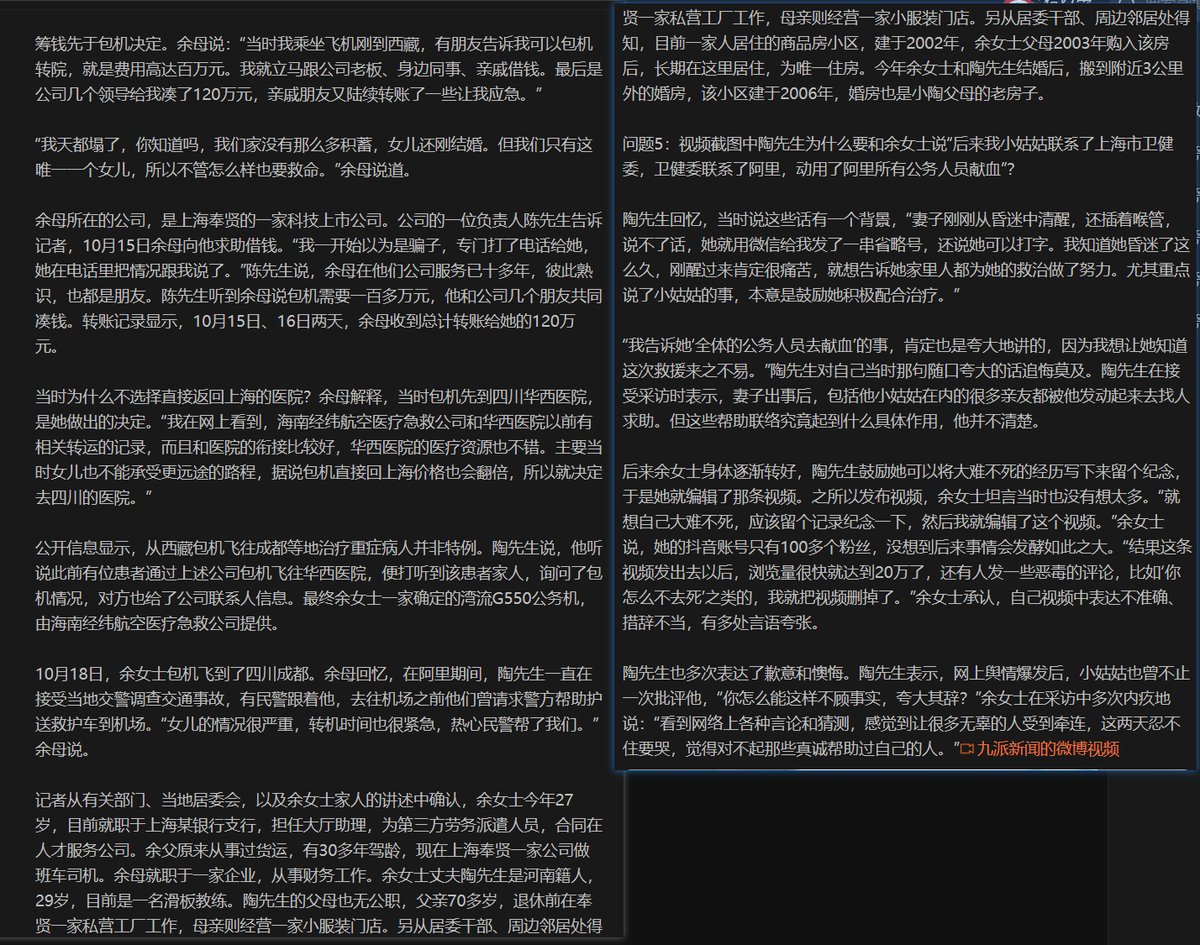 筹钱先于包机决定。余母说：“当时我乘坐飞机刚到西藏，有朋友告诉我可以包机
转院，就是费用高达百万元。我就立马跟公司老板、身边同事、亲戚借钱。最后是
公司几个领导给我凑了120万元，亲戚朋友又陆续转账了一些让我应急。”
“我天都塌了，你知道吗，我们家没有那么多积蓄，女儿还刚结婚。但我们只有这
唯一一个女儿，所以不管怎么样也要救命。”余母说道。
余母所在的公司，是上海奉贤的一家科技上市公司。公司的一位负责人陈先生告诉
记者，10月15日余母向他求助借钱。“我一开始以为是骗子，专门打了电话给她，
她在电话里把情况跟我说了。”陈先生说，余母在他们公司服务已十多年，彼此熟
识，也都是朋友。陈先生听到余母说包机需要一百多万元，他和公司几个朋友共同
凑钱。转账记录显示，10月15日、16日两天，余母收到总计转账给她的120万
元。
当时为什么不选择直接返回上海的医院？余母解释，当时包机先到四川华西医院，
是她做出的决定。“我在网上看到，海南经纬航空医疗急救公司和华西医院以前有
相关转运的记录，而且和医院的衔接比较好，华西医院的医疗资源也不错。主要当
时女儿也不能承受更远途的路程，据说包机直接回上海价格也会翻倍，所以就决定
去四川的医院。”
公开信息显示，从西藏包机飞往成都等地治疗重症病人并非特例。陶先生说，他听
说此前有位患者通过上述公司包机飞往华西医院，便打听到该患者家人，询问了包
机情况，对方也给了公司联系人信息。最终余女士一家确定的湾流G550公务机，
由海南经纬航空医疗急救公司提供。
10月18日，余女士包机飞到了四川成都。余母回忆，在阿里期间，陶先生一直在
接受当地交警调查交通事故，有民警跟着他，去往机场之前他们曾请求警方帮助护
送救护车到机场。“女儿的情况很严重，转机时间也很紧急，热心民警帮了我们。”
余母说。
记者从有关部门、当地居委会，以及余女士家人的讲述中确认，余女士今年27
岁，目前就职于上海某银行支行，担任大厅助理，为第三方劳务派遣人员，合同在
人才服务公司。余父原来从事过货运，有30多年驾龄，现在上海奉贤一家公司做
班车司机。余母就职于一家企业，从事财务工作。余女士丈夫陶先生是河南籍人，
29岁，目前是一名滑板教练。陶先生的父母也无公职，父亲70多岁，退休前在奉
贤一家私营工厂工作，母亲则经营一家小服装门店。另从居委干部、周边邻居处得
贤一家私营工厂工作，母亲则经营一家小服装门店。另从居委干部、周边邻居处得
知，目前一家人居住的商品房小区，建于2002年，余女士父母2003年购入该房
后，长期在这里居住，为唯一住房。今年余女士和陶先生结婚后，搬到附近3公里
外的婚房，该小区建于2006年，婚房也是小陶父母的老房子。
问题5：视频截图中陶先生为什么要和余女士说“后来我小姑姑联系了上海市卫健
委，卫健委联系了阿里，动用了阿里所有公务人员献血”？
陶先生回忆，当时说这些话有一个背景，“妻子刚刚从昏迷中清醒，还插着喉管，
说不了话，她就用微信给我发了一串省略号，还说她可以打字。我知道她昏迷了这
么久，刚醒过来肯定很痛苦，就想告诉她家里人都为她的救治做了努力。尤其重点
说了小姑姑的事，本意是鼓励她积极配合治疗。”
“我告诉她‘全体的公务人员去献血’的事，肯定也是夸大地讲的，因为我想让她知道
这次救援来之不易。”陶先生对自己当时那句随口夸大的话追悔莫及。陶先生在接
受采访时表示，妻子出事后，包括他小姑姑在内的很多亲友都被他发动起来去找人
求助。但这些帮助联络究竟起到什么具体作用，他并不清楚。
后来余女士身体逐渐转好，陶先生鼓励她可以将大难不死的经历写下来留个纪念，
于是她就编辑了那条视频。之所以发布视频，余女士坦言当时也没有想太多。“就
想自己大难不死，应该留个记录纪念一下，然后我就编辑了这个视频。”余女士
说，她的抖音账号只有100多个粉丝，没想到后来事情会发酵如此之大。“结果这条
视频发出去以后，浏览量很快就达到20万了，还有人发一些恶毒的评论，比如‘你
怎么不去死’之类的，我就把视频删掉了。”余女士承认，自己视频中表达不准确、
措辞不当，有多处言语夸张。
陶先生也多次表达了歉意和懊悔。陶先生表示，网上舆情爆发后，小姑姑也曾不止
一次批评他，“你怎么能这样不顾事实，夸大其辞？”余女士在采访中多次内疚地
说：“看到网络上各种言论和猜测，感觉到让很多无辜的人受到牵连，这两天忍不
住要哭，觉得对不起那些真诚帮助过自己的人。”九派新闻的微博视频